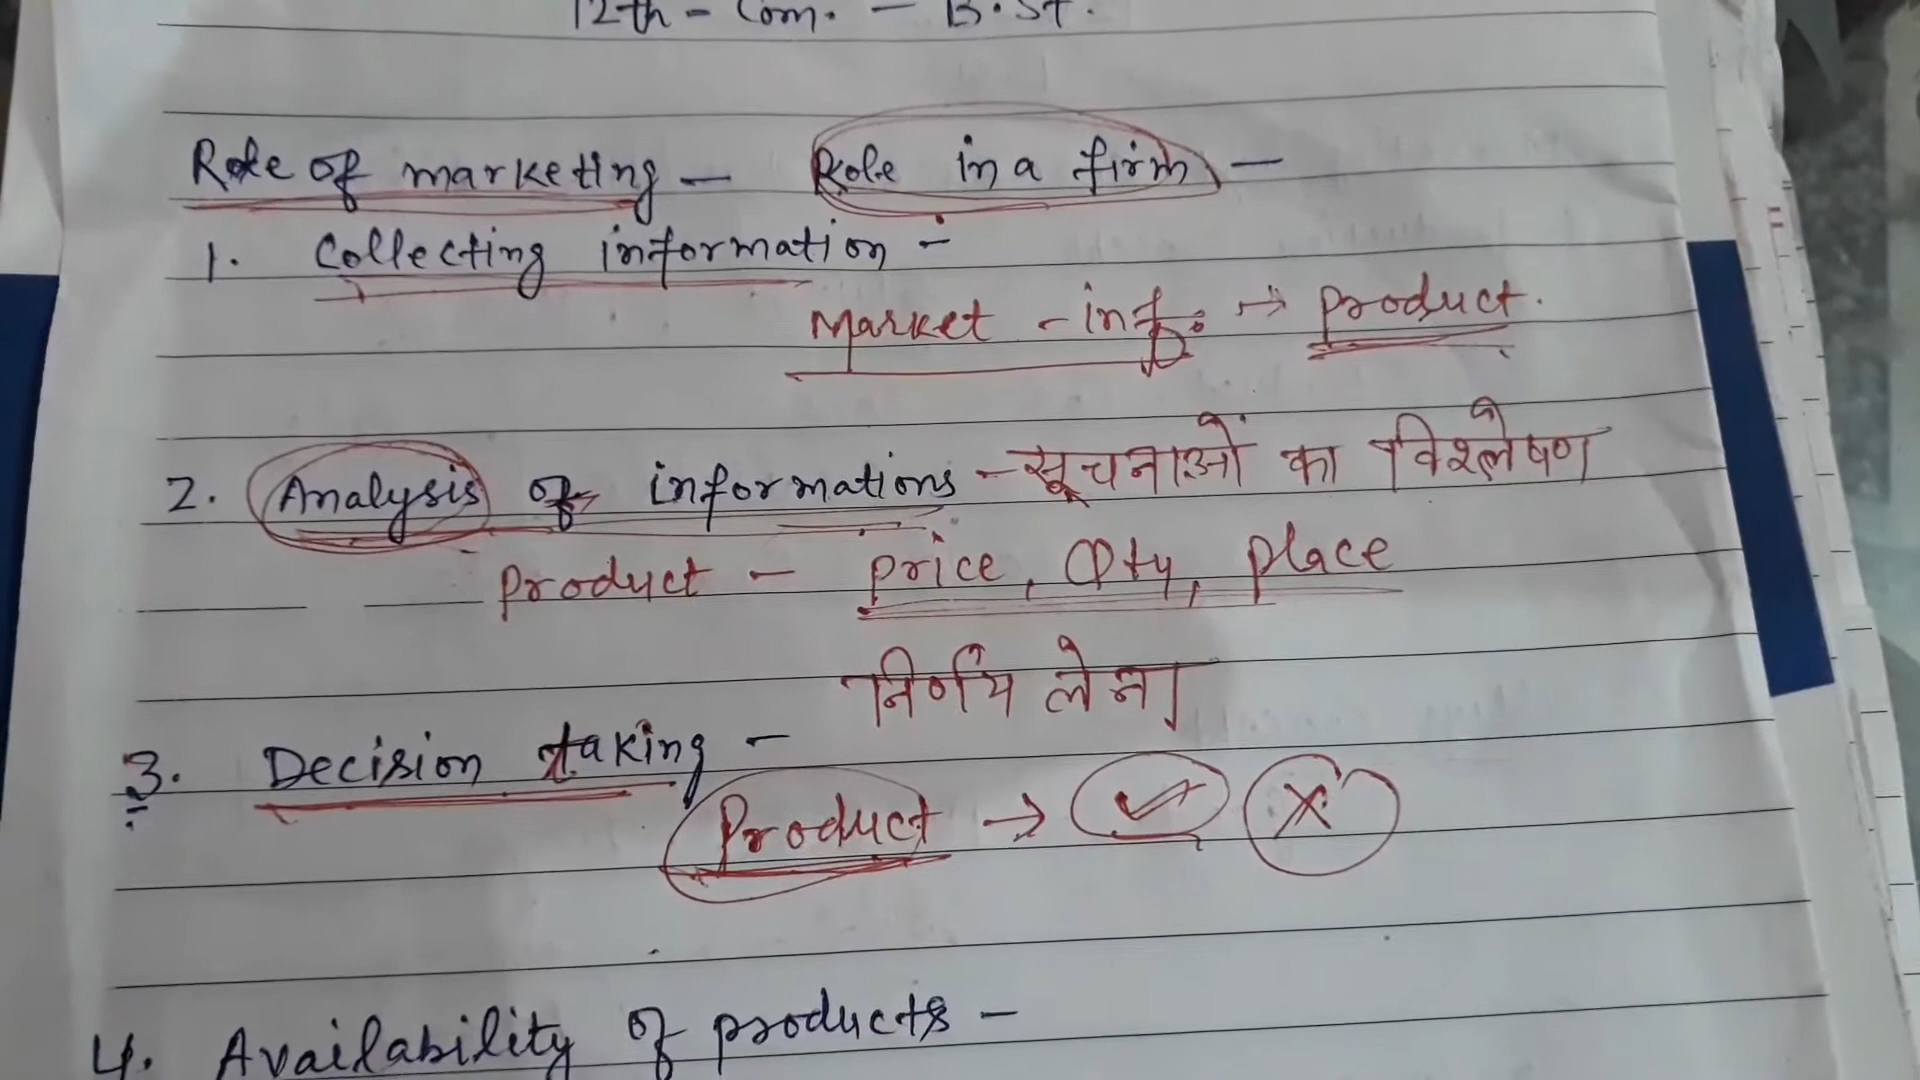 12th - Com. - B.St.
Role of marketing - Role in a firm -
1. Collecting information -
Market - inf. → Product.
2. Analysis of informations - सूचनाओं का विश्लेषण
Product - Price, Qty, Place
निर्णय लेना
3. Decision taking -
Product → ✓ X
4. Availability of products -